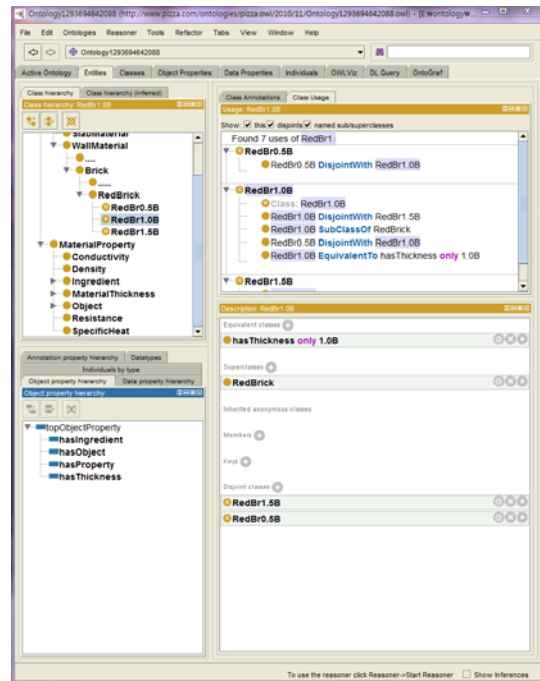 Ontology1293694642088 (http://www.pizza.com/ontologies/pizza.owl/2010/11/Ontology1293694642088.owl) - [E:\wontology\w...
File Edit Ontologies Reasoner Tools Refactor Tabs View Window Help
Ontology1293694642088
Active Ontology Entities Classes Object Properties Data Properties Individuals OWLViz DL Query OntoGraf
Class hierarchy Class hierarchy (inferred)
Class hierarchy: RedBr1.0B
SlabMaterial
WallMaterial
....
Brick
.....
RedBrick
RedBr0.5B
RedBr1.0B
RedBr1.5B
MaterialProperty
Conductivity
Density
Ingredient
MaterialThickness
Object
Resistance
SpecificHeat
Annotation property hierarchy Datatypes
Individuals by type
Object property hierarchy Data property hierarchy
Object property hierarchy:
topObjectProperty
hasIngredient
hasObject
hasProperty
hasThickness
Class Annotations Class Usage
Usage: RedBr1.0B
Show: this disjoints named sub/superclasses
Found 7 uses of RedBr1.
RedBr0.5B
RedBr0.5B DisjointWith RedBr1.0B
RedBr1.0B
Class: RedBr1.0B
RedBr1.0B DisjointWith RedBr1.5B
RedBr1.0B SubClassOf RedBrick
RedBr0.5B DisjointWith RedBr1.0B
RedBr1.0B EquivalentTo hasThickness only 1.0B
RedBr1.5B
Description: RedBr1.0B
Equivalent classes
hasThickness only 1.0B
Superclasses
RedBrick
Inherited anonymous classes
Members
Keys
Disjoint classes
RedBr1.5B
RedBr0.5B
To use the reasoner click Reasoner->Start Reasoner Show Inferences